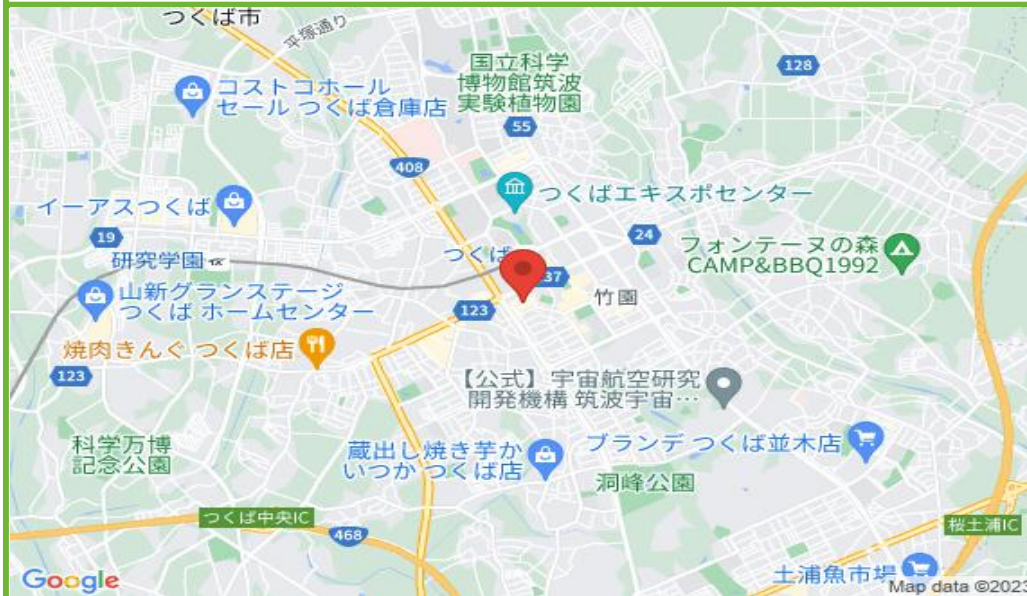 つくば市
平塚通り
国立科学
博物館筑波
実験植物園
128
コストコホール
セール つくば倉庫店
55
408
つくばエキスポセンター
イーアスつくば
19
24
フォンテーヌの森
CAMP&BBQ1992
研究学園
つくば
37
竹園
山新グランステージ
つくば ホームセンター
123
焼肉きんぐ つくば店
123
【公式】宇宙航空研究
開発機構 筑波宇宙…
科学万博
記念公園
蔵出し焼き芋か
いつか つくば店
ブランデ つくば並木店
洞峰公園
つくば中央IC
468
桜土浦IC
土浦魚市場
Google
Map data ©2023